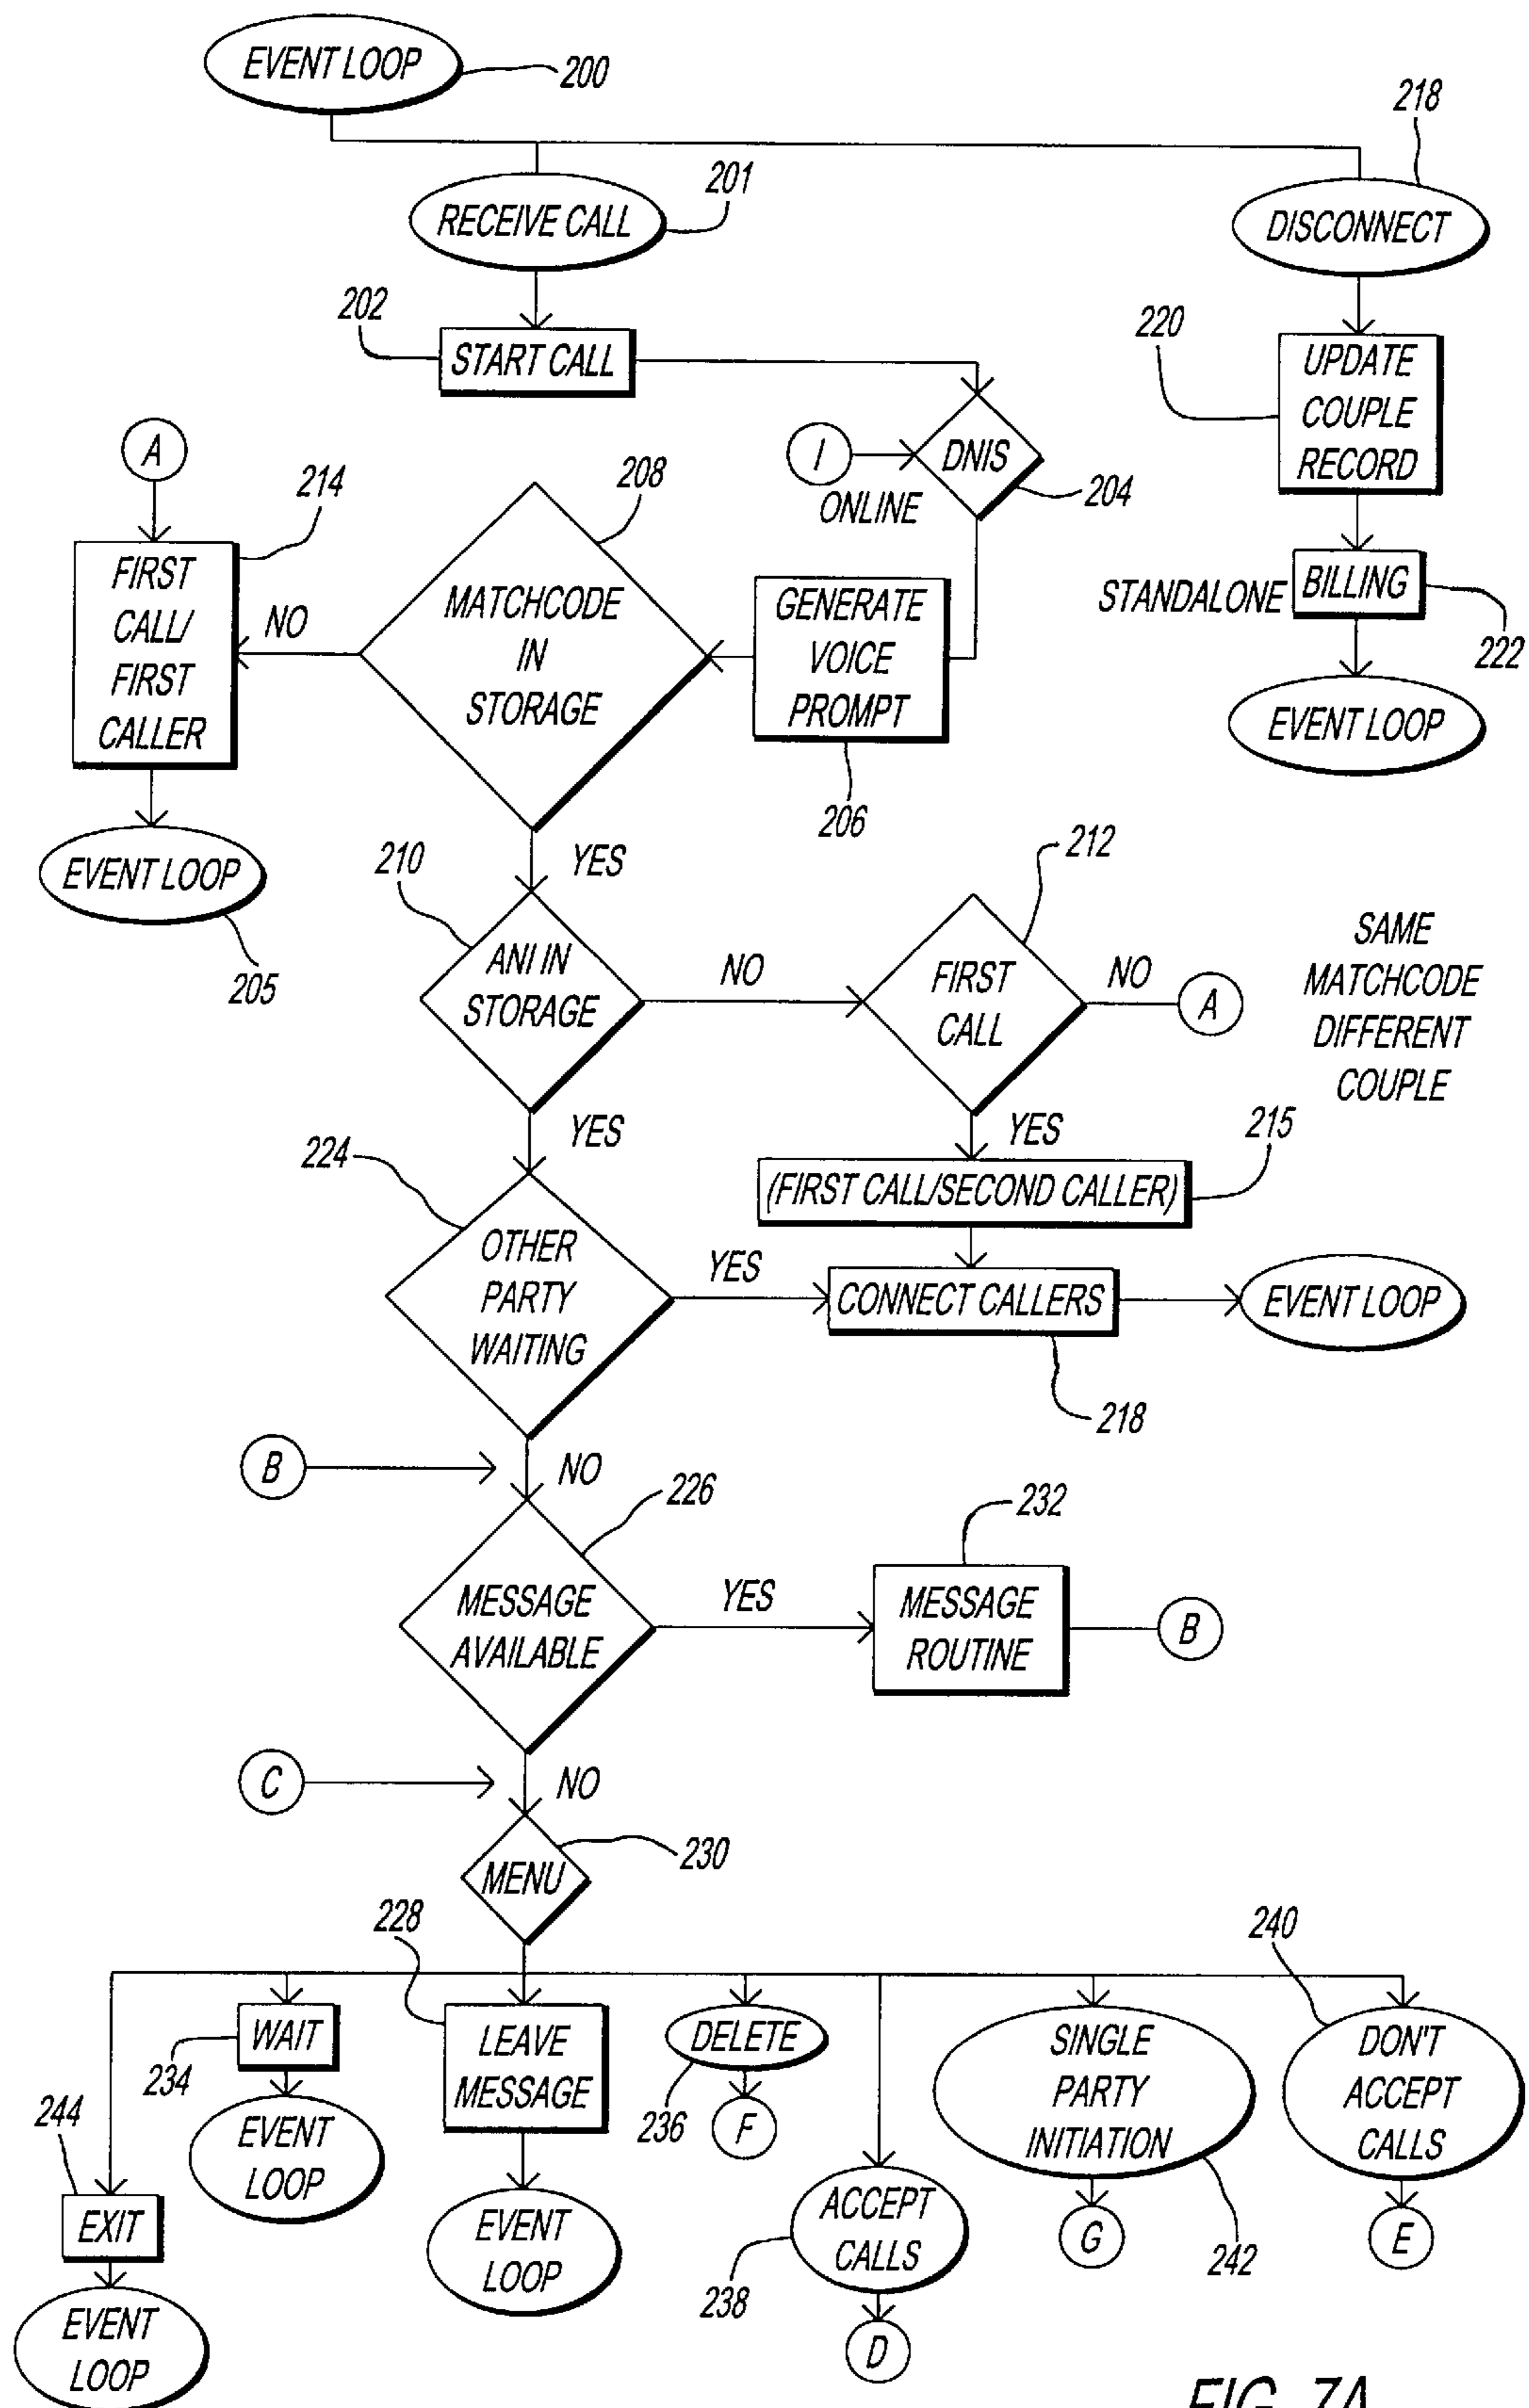 EVENT LOOP
200
218
RECEIVE CALL
201
DISCONNECT
202
START CALL
220
UPDATE
COUPLE
RECORD
A
I
DNIS
204
ONLINE
214
208
FIRST
CALL/
FIRST
CALLER
NO
MATCHCODE
IN
STORAGE
GENERATE
VOICE
PROMPT
206
STANDALONE
BILLING
222
EVENT LOOP
EVENT LOOP
205
YES
210
ANI IN
STORAGE
NO
212
FIRST
CALL
NO
A
SAME
MATCHCODE
DIFFERENT
COUPLE
YES
YES
215
(FIRST CALL/SECOND CALLER)
224
OTHER
PARTY
WAITING
YES
CONNECT CALLERS
EVENT LOOP
218
B
NO
226
232
MESSAGE
AVAILABLE
YES
MESSAGE
ROUTINE
B
C
NO
MENU
230
228
240
WAIT
234
EVENT
LOOP
LEAVE
MESSAGE
EVENT
LOOP
DELETE
236
F
SINGLE
PARTY
INITIATION
242
G
DON'T
ACCEPT
CALLS
E
244
EXIT
EVENT
LOOP
ACCEPT
CALLS
238
D
FIG. 7A